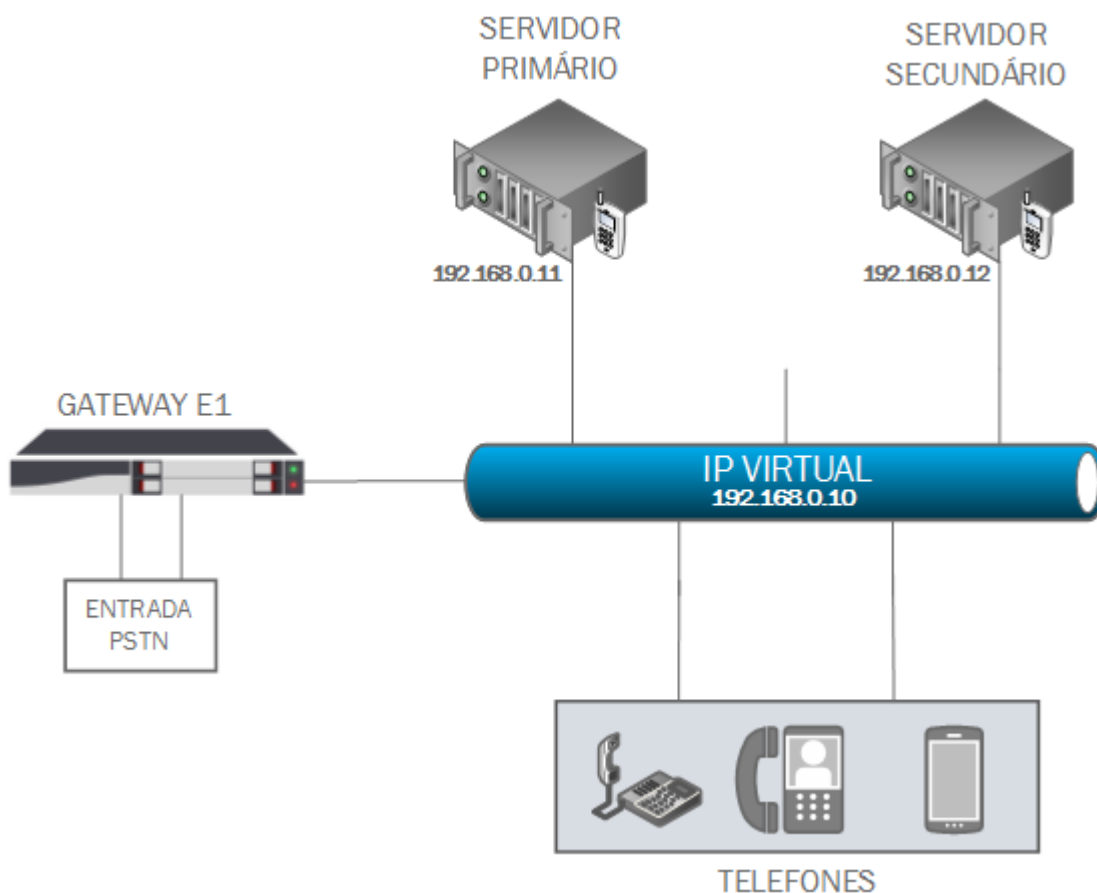 SERVIDOR
PRIMÁRIO
SERVIDOR
SECUNDÁRIO
192.168.0.11
192.168.0.12
GATEWAY E1
IP VIRTUAL
192.168.0.10
ENTRADA
PSTN
TELEFONES